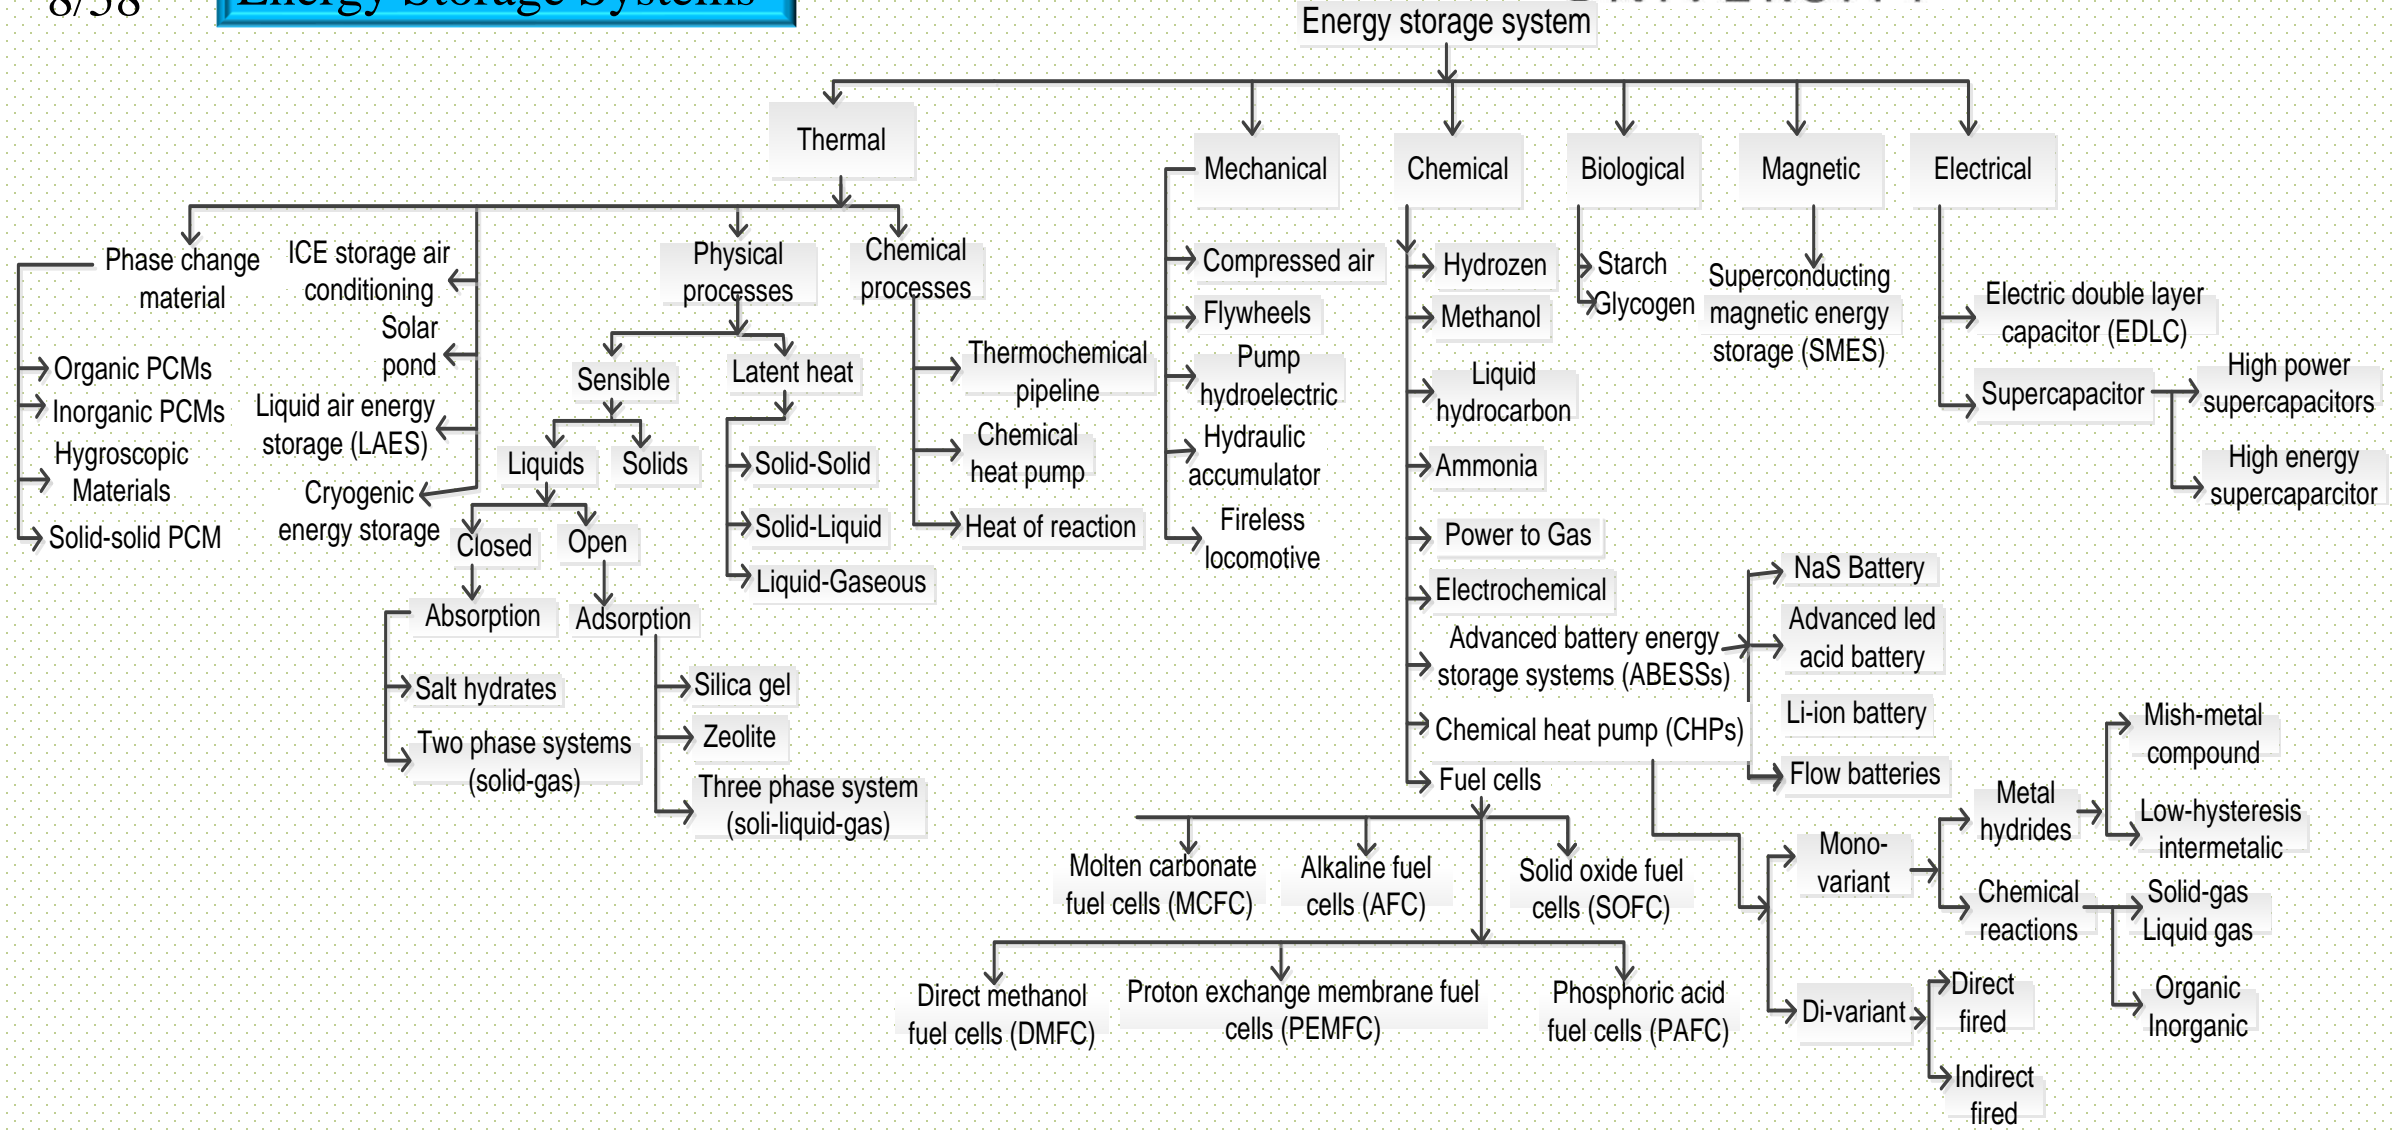 8/58
Energy Storage Systems
Energy storage system
Thermal
Mechanical
Chemical
Biological
Magnetic
Electrical
Phase change
material
Organic PCMs
Inorganic PCMs
Hygroscopic
Materials
Solid-solid PCM
ICE storage air
conditioning
Solar
pond
Liquid air energy
storage (LAES)
Cryogenic
energy storage
Physical
processes
Sensible
Latent heat
Liquids
Solids
Closed
Open
Absorption
Adsorption
Salt hydrates
Two phase systems
(solid-gas)
Silica gel
Zeolite
Three phase system
(soli-liquid-gas)
Solid-Solid
Solid-Liquid
Liquid-Gaseous
Chemical
processes
Thermochemical
pipeline
Chemical
heat pump
Heat of reaction
Compressed air
Flywheels
Pump
hydroelectric
Hydraulic
accumulator
Fireless
locomotive
Hydrozen
Methanol
Liquid
hydrocarbon
Ammonia
Power to Gas
Electrochemical
Advanced battery energy
storage systems (ABESSs)
Chemical heat pump (CHPs)
Fuel cells
Starch
Glycogen
Superconducting
magnetic energy
storage (SMES)
Electric double layer
capacitor (EDLC)
Supercapacitor
High power
supercapacitors
High energy
supercaparcitor
NaS Battery
Advanced led
acid battery
Li-ion battery
Flow batteries
Molten carbonate
fuel cells (MCFC)
Alkaline fuel
cells (AFC)
Solid oxide fuel
cells (SOFC)
Direct methanol
fuel cells (DMFC)
Proton exchange membrane fuel
cells (PEMFC)
Phosphoric acid
fuel cells (PAFC)
Mono-
variant
Di-variant
Metal
hydrides
Chemical
reactions
Mish-metal
compound
Low-hysteresis
intermetalic
Solid-gas
Liquid gas
Organic
Inorganic
Direct
fired
Indirect
fired